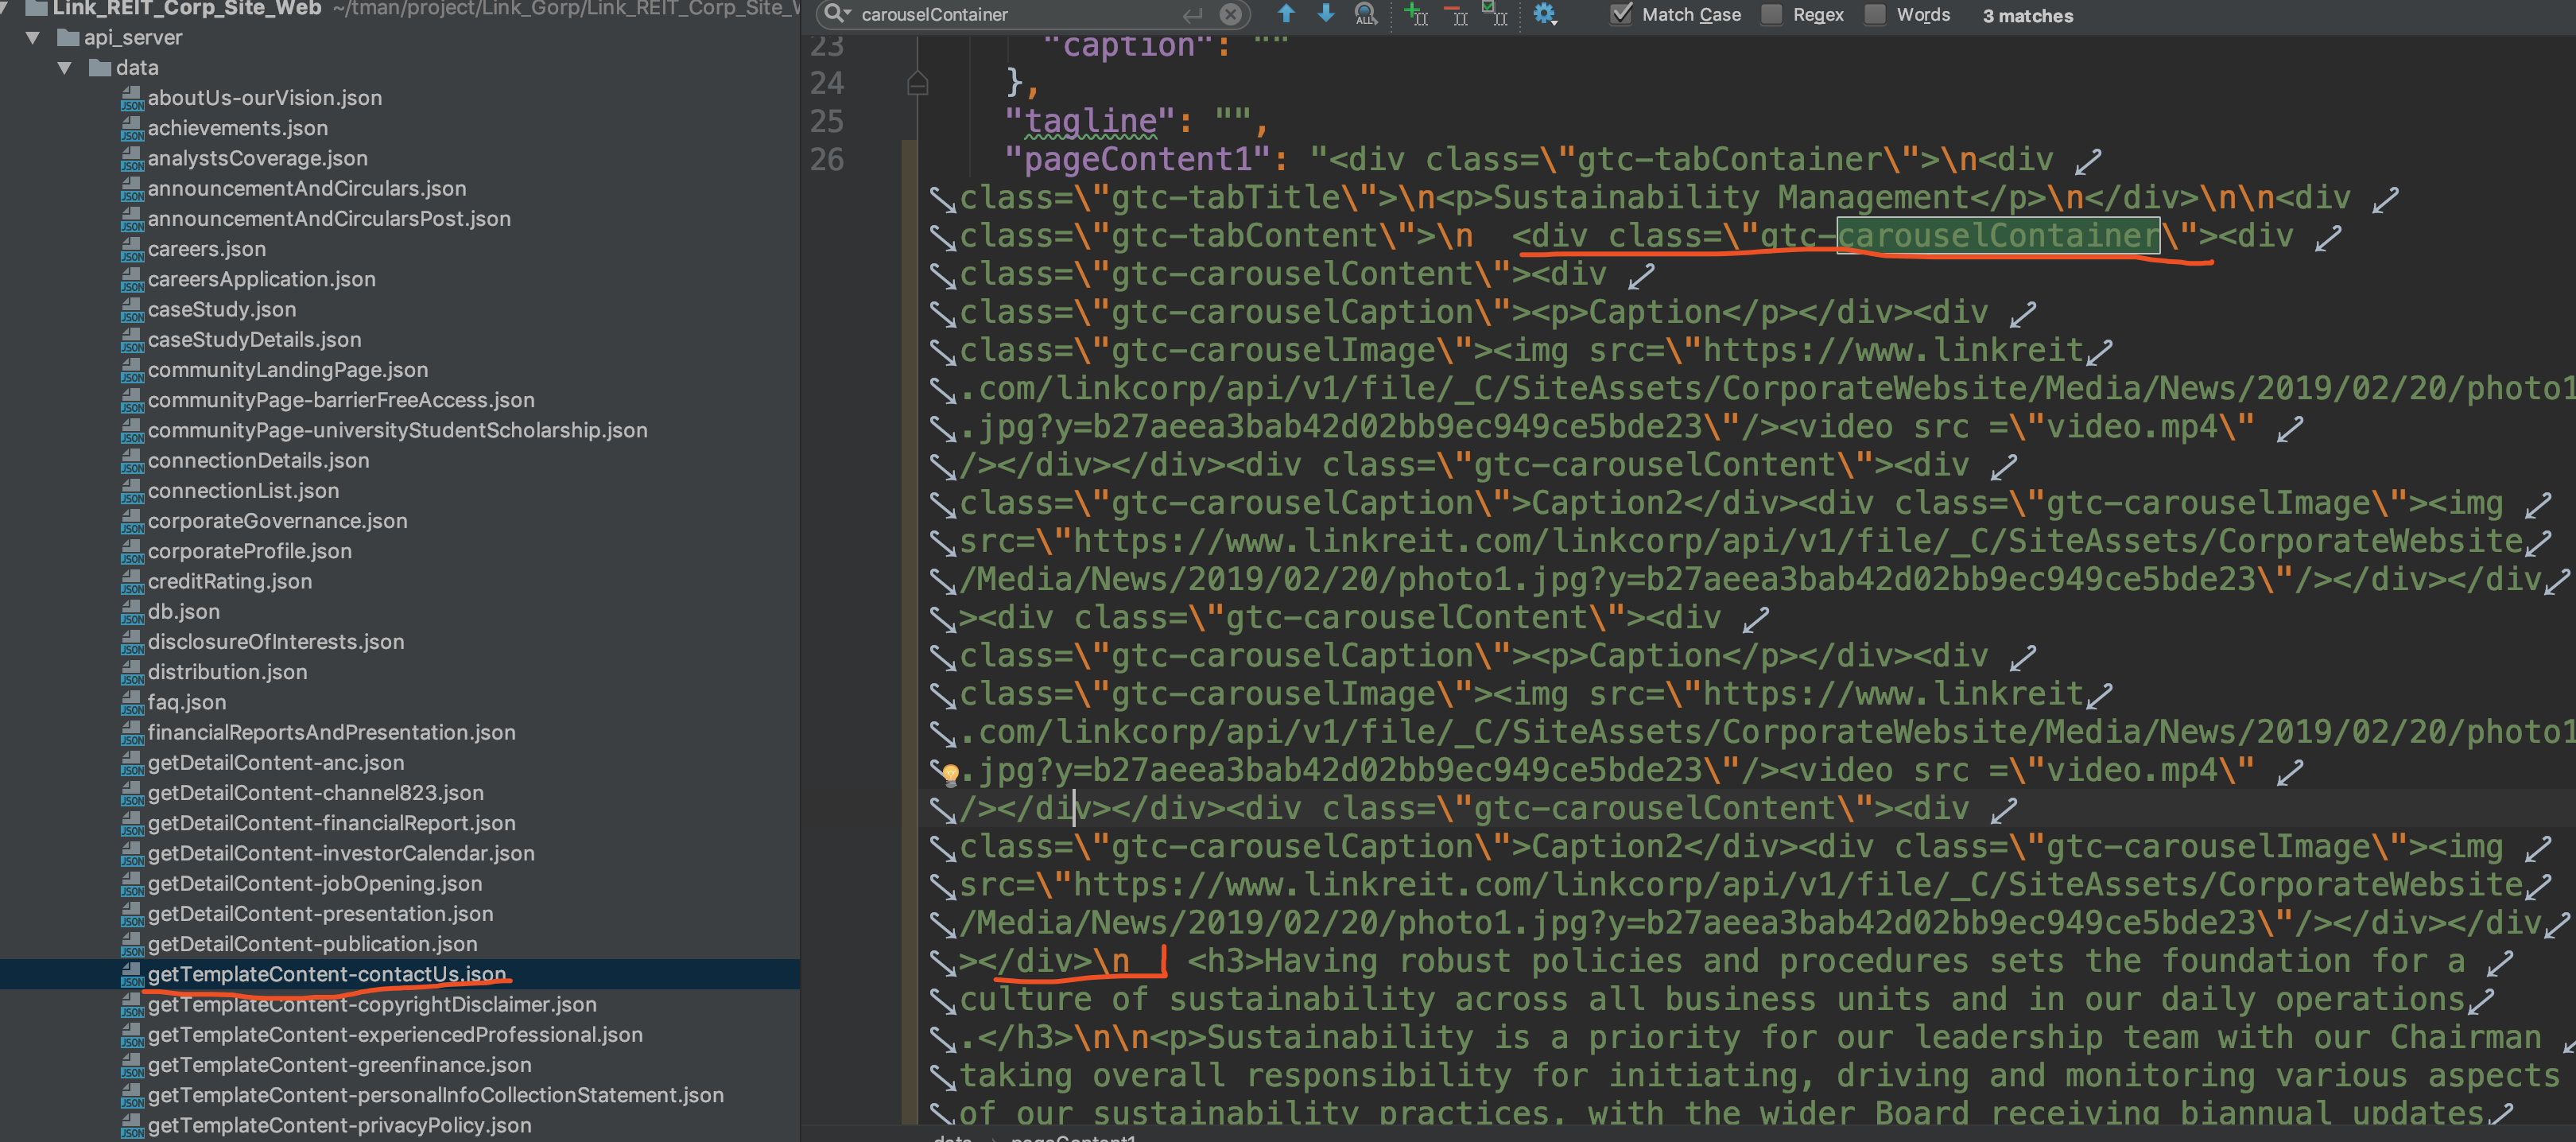 Link_REIT_Corp_Site_Web ~/tman/project/Link_Gorp/Link_REIT_Corp_Site_W
api_server
data
aboutUs-ourVision.json
achievements.json
analystsCoverage.json
announcementAndCirculars.json
announcementAndCircularsPost.json
careers.json
careersApplication.json
caseStudy.json
caseStudyDetails.json
communityLandingPage.json
communityPage-barrierFreeAccess.json
communityPage-universityStudentScholarship.json
connectionDetails.json
connectionList.json
corporateGovernance.json
corporateProfile.json
creditRating.json
db.json
disclosureOfInterests.json
distribution.json
faq.json
financialReportsAndPresentation.json
getDetailContent-anc.json
getDetailContent-channel823.json
getDetailContent-financialReport.json
getDetailContent-investorCalendar.json
getDetailContent-jobOpening.json
getDetailContent-presentation.json
getDetailContent-publication.json
getTemplateContent-contactUs.json
getTemplateContent-copyrightDisclaimer.json
getTemplateContent-experiencedProfessional.json
getTemplateContent-greenfinance.json
getTemplateContent-personalInfoCollectionStatement.json
getTemplateContent-privacyPolicy.json
carouselContainer ALL Match Case Regex Words 3 matches
23 "caption": ""
24 },
25 "tagline": "",
26 "pageContent1": "<div class=\"gtc-tabContainer\">\n<div
class=\"gtc-tabTitle\">\n<p>Sustainability Management</p>\n</div>\n\n<div
class=\"gtc-tabContent\">\n  <div class=\"gtc-carouselContainer\"><div
class=\"gtc-carouselContent\"><div
class=\"gtc-carouselCaption\"><p>Caption</p></div><div
class=\"gtc-carouselImage\"><img src=\"https://www.linkreit
.com/linkcorp/api/v1/file/_C/SiteAssets/CorporateWebsite/Media/News/2019/02/20/photo1
.jpg?y=b27aeea3bab42d02bb9ec949ce5bde23\"/><video src =\"video.mp4\"
/></div></div><div class=\"gtc-carouselContent\"><div
class=\"gtc-carouselCaption\">Caption2</div><div class=\"gtc-carouselImage\"><img
src=\"https://www.linkreit.com/linkcorp/api/v1/file/_C/SiteAssets/CorporateWebsite
/Media/News/2019/02/20/photo1.jpg?y=b27aeea3bab42d02bb9ec949ce5bde23\"/></div></div
><div class=\"gtc-carouselContent\"><div
class=\"gtc-carouselCaption\"><p>Caption</p></div><div
class=\"gtc-carouselImage\"><img src=\"https://www.linkreit
.com/linkcorp/api/v1/file/_C/SiteAssets/CorporateWebsite/Media/News/2019/02/20/photo1
.jpg?y=b27aeea3bab42d02bb9ec949ce5bde23\"/><video src =\"video.mp4\"
/></div></div><div class=\"gtc-carouselContent\"><div
class=\"gtc-carouselCaption\">Caption2</div><div class=\"gtc-carouselImage\"><img
src=\"https://www.linkreit.com/linkcorp/api/v1/file/_C/SiteAssets/CorporateWebsite
/Media/News/2019/02/20/photo1.jpg?y=b27aeea3bab42d02bb9ec949ce5bde23\"/></div></div
></div>\n   <h3>Having robust policies and procedures sets the foundation for a
culture of sustainability across all business units and in our daily operations
.</h3>\n\n<p>Sustainability is a priority for our leadership team with our Chairman
taking overall responsibility for initiating, driving and monitoring various aspects
of our sustainability practices, with the wider Board receiving biannual updates
data pageContent1